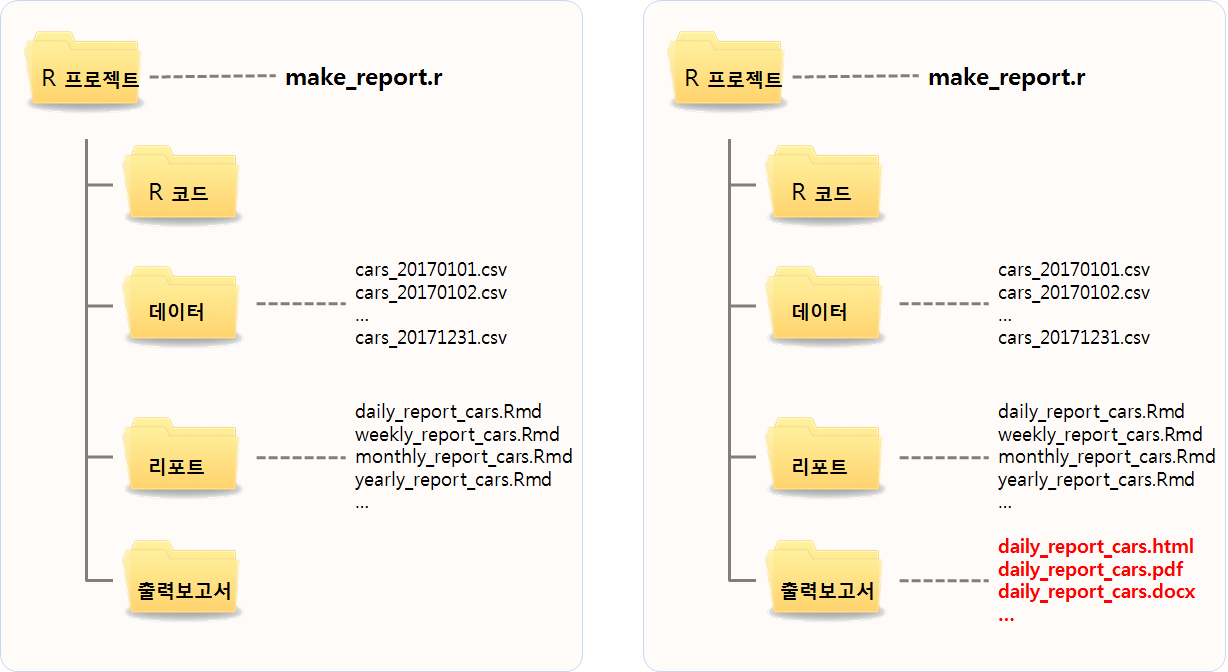 R 프로젝트
make_report.r
R 코드
데이터
cars_20170101.csv
cars_20170102.csv
...
cars_20171231.csv
리포트
daily_report_cars.Rmd
weekly_report_cars.Rmd
monthly_report_cars.Rmd
yearly_report_cars.Rmd
...
출력보고서
R 프로젝트
make_report.r
R 코드
데이터
cars_20170101.csv
cars_20170102.csv
...
cars_20171231.csv
리포트
daily_report_cars.Rmd
weekly_report_cars.Rmd
monthly_report_cars.Rmd
yearly_report_cars.Rmd
...
출력보고서
daily_report_cars.html
daily_report_cars.pdf
daily_report_cars.docx
...